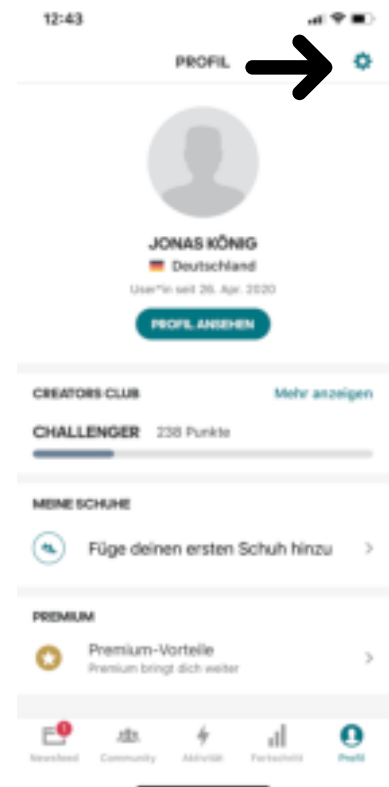 12:43
PROFIL
JONAS KÖNIG
Deutschland
User*in seit 26. Apr. 2020
PROFIL ANSEHEN
CREATORS CLUB Mehr anzeigen
CHALLENGER 238 Punkte
MEINE SCHUHE
Füge deinen ersten Schuh hinzu
PREMIUM
Premium-Vorteile
Premium bringt dich weiter
1
Newsfeed Community Aktivität Fortschritt Profil